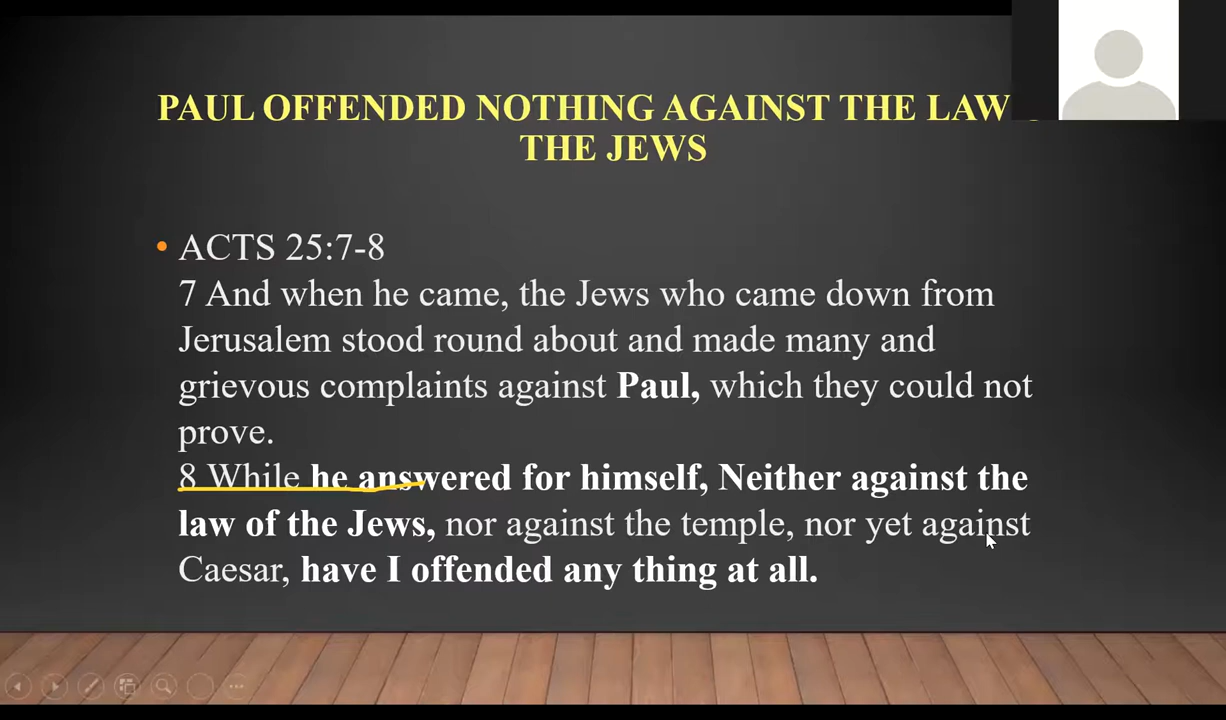 PAUL OFFENDED NOTHING AGAINST THE LAW
THE JEWS
• ACTS 25:7-8
7 And when he came, the Jews who came down from
Jerusalem stood round about and made many and
grievous complaints against Paul, which they could not
prove.
8 While he answered for himself, Neither against the
law of the Jews, nor against the temple, nor yet against
Caesar, have I offended any thing at all.